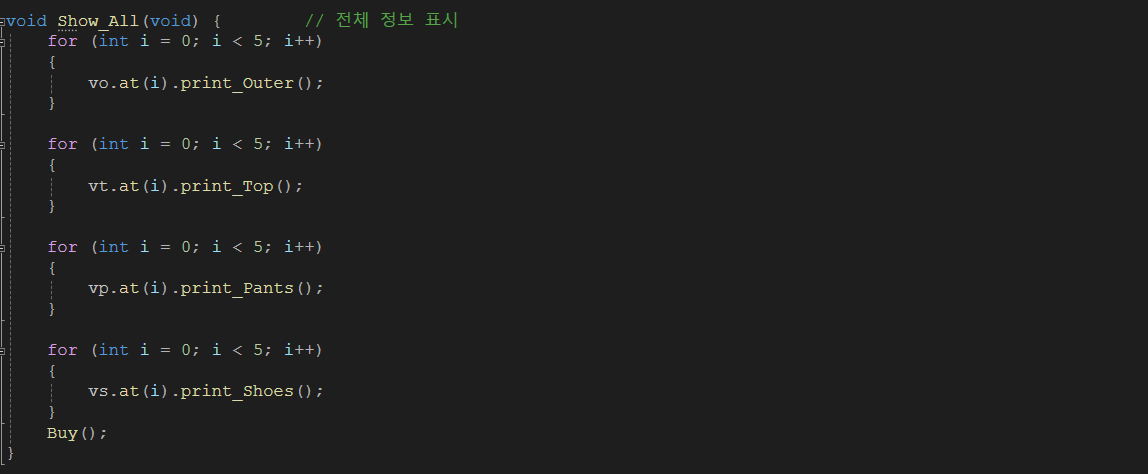 void Show_All(void) {        // 전체 정보 표시
    for (int i = 0; i < 5; i++)
    {
        vo.at(i).print_Outer();
    }

    for (int i = 0; i < 5; i++)
    {
        vt.at(i).print_Top();
    }

    for (int i = 0; i < 5; i++)
    {
        vp.at(i).print_Pants();
    }

    for (int i = 0; i < 5; i++)
    {
        vs.at(i).print_Shoes();
    }
    Buy();
}